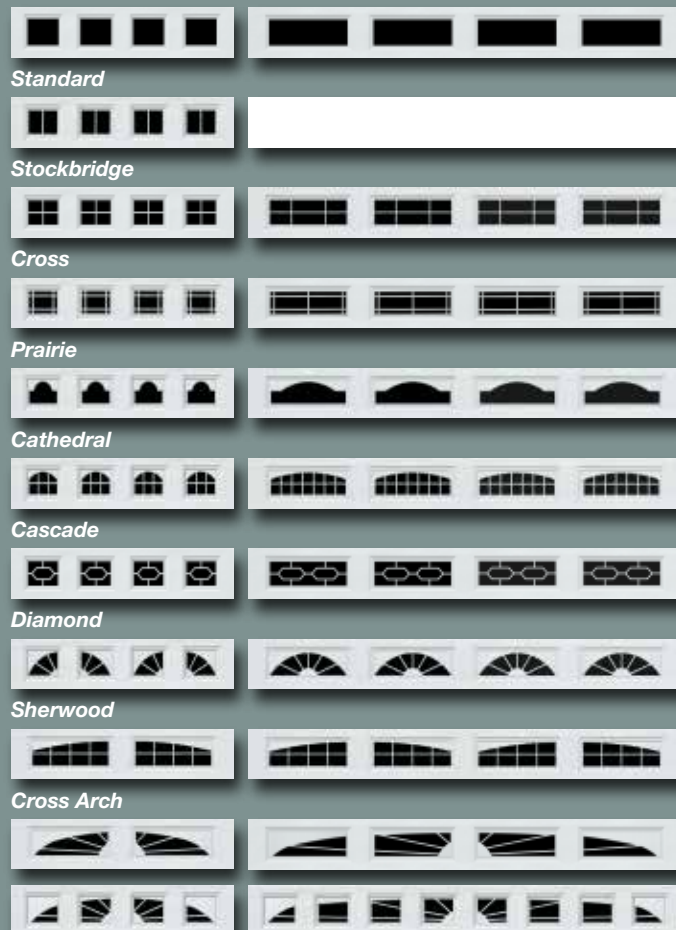 Standard
Stockbridge
Cross
Prairie
Cathedral
Cascade
Diamond
Sherwood
Cross Arch